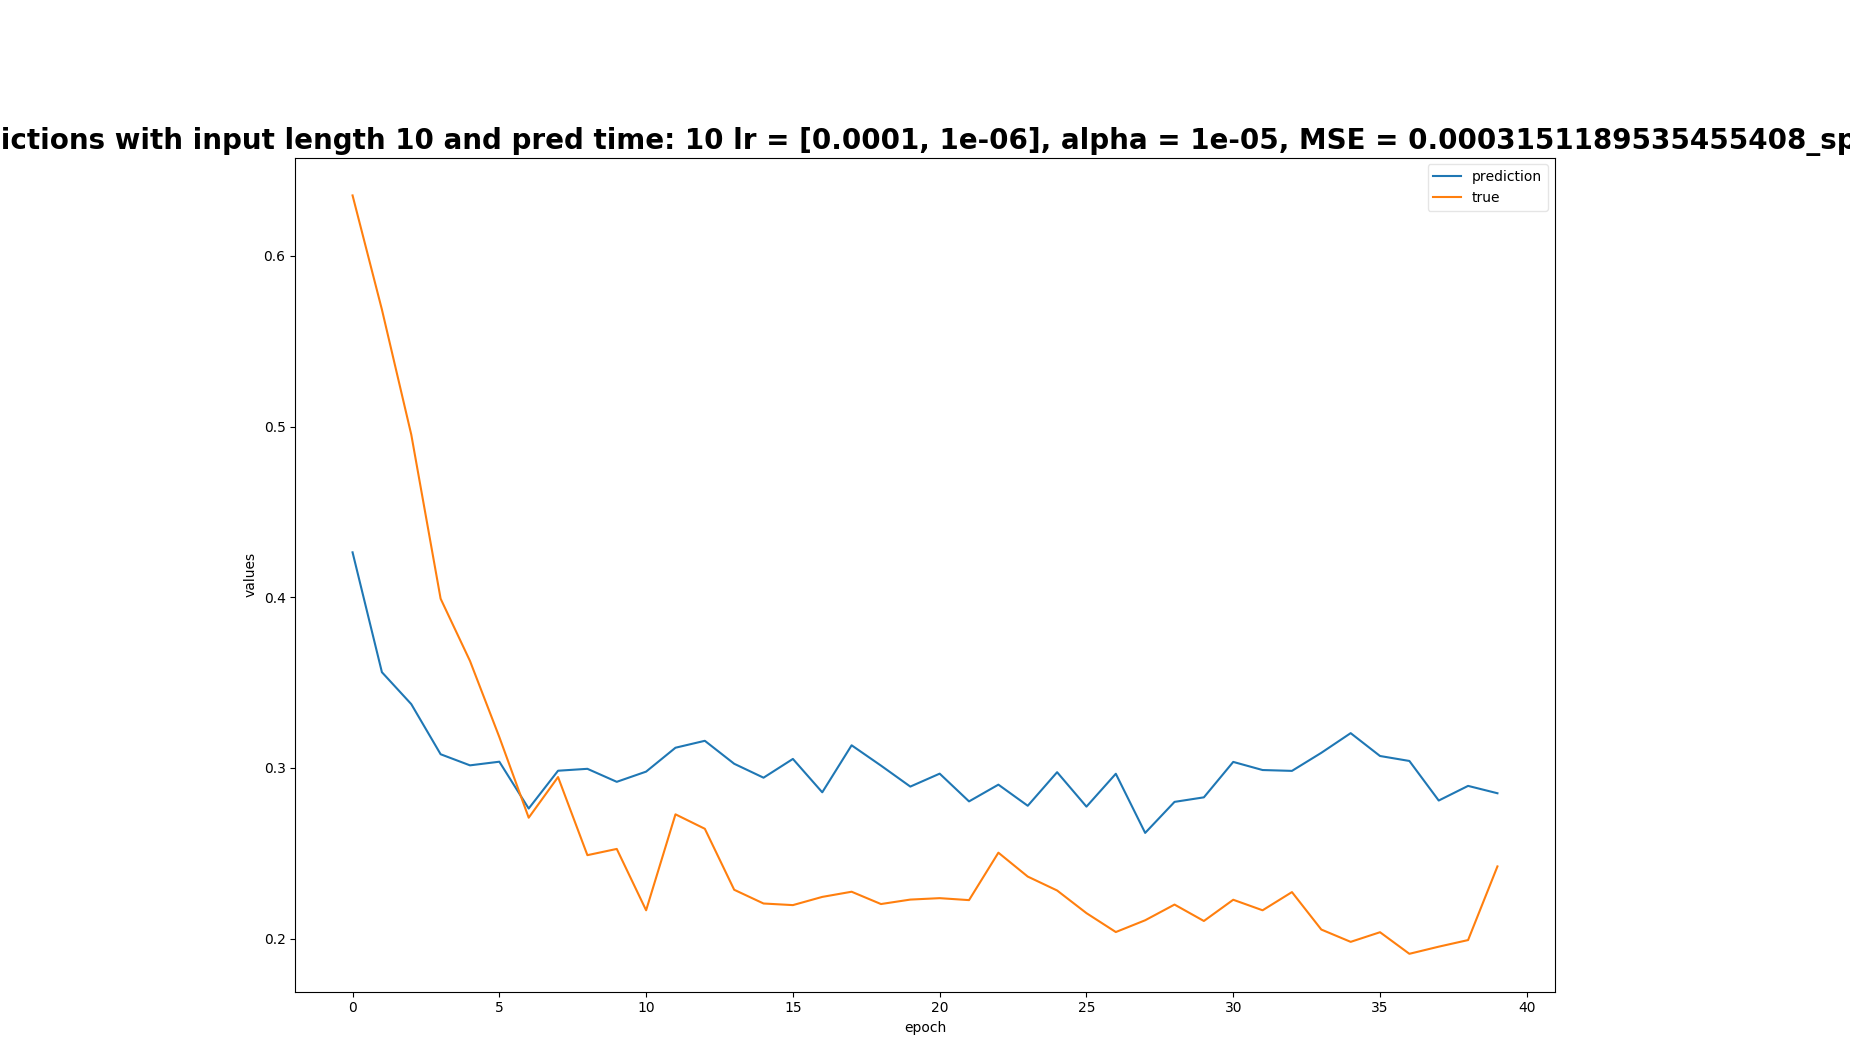 ictions with input length 10 and pred time: 10 lr = [0.0001, 1e-06], alpha = 1e-05, MSE = 0.0003151189535455408_sp
prediction
true
0.6
0.5
0.4
0.3
0.2
values
0 5 10 15 20 25 30 35 40
epoch